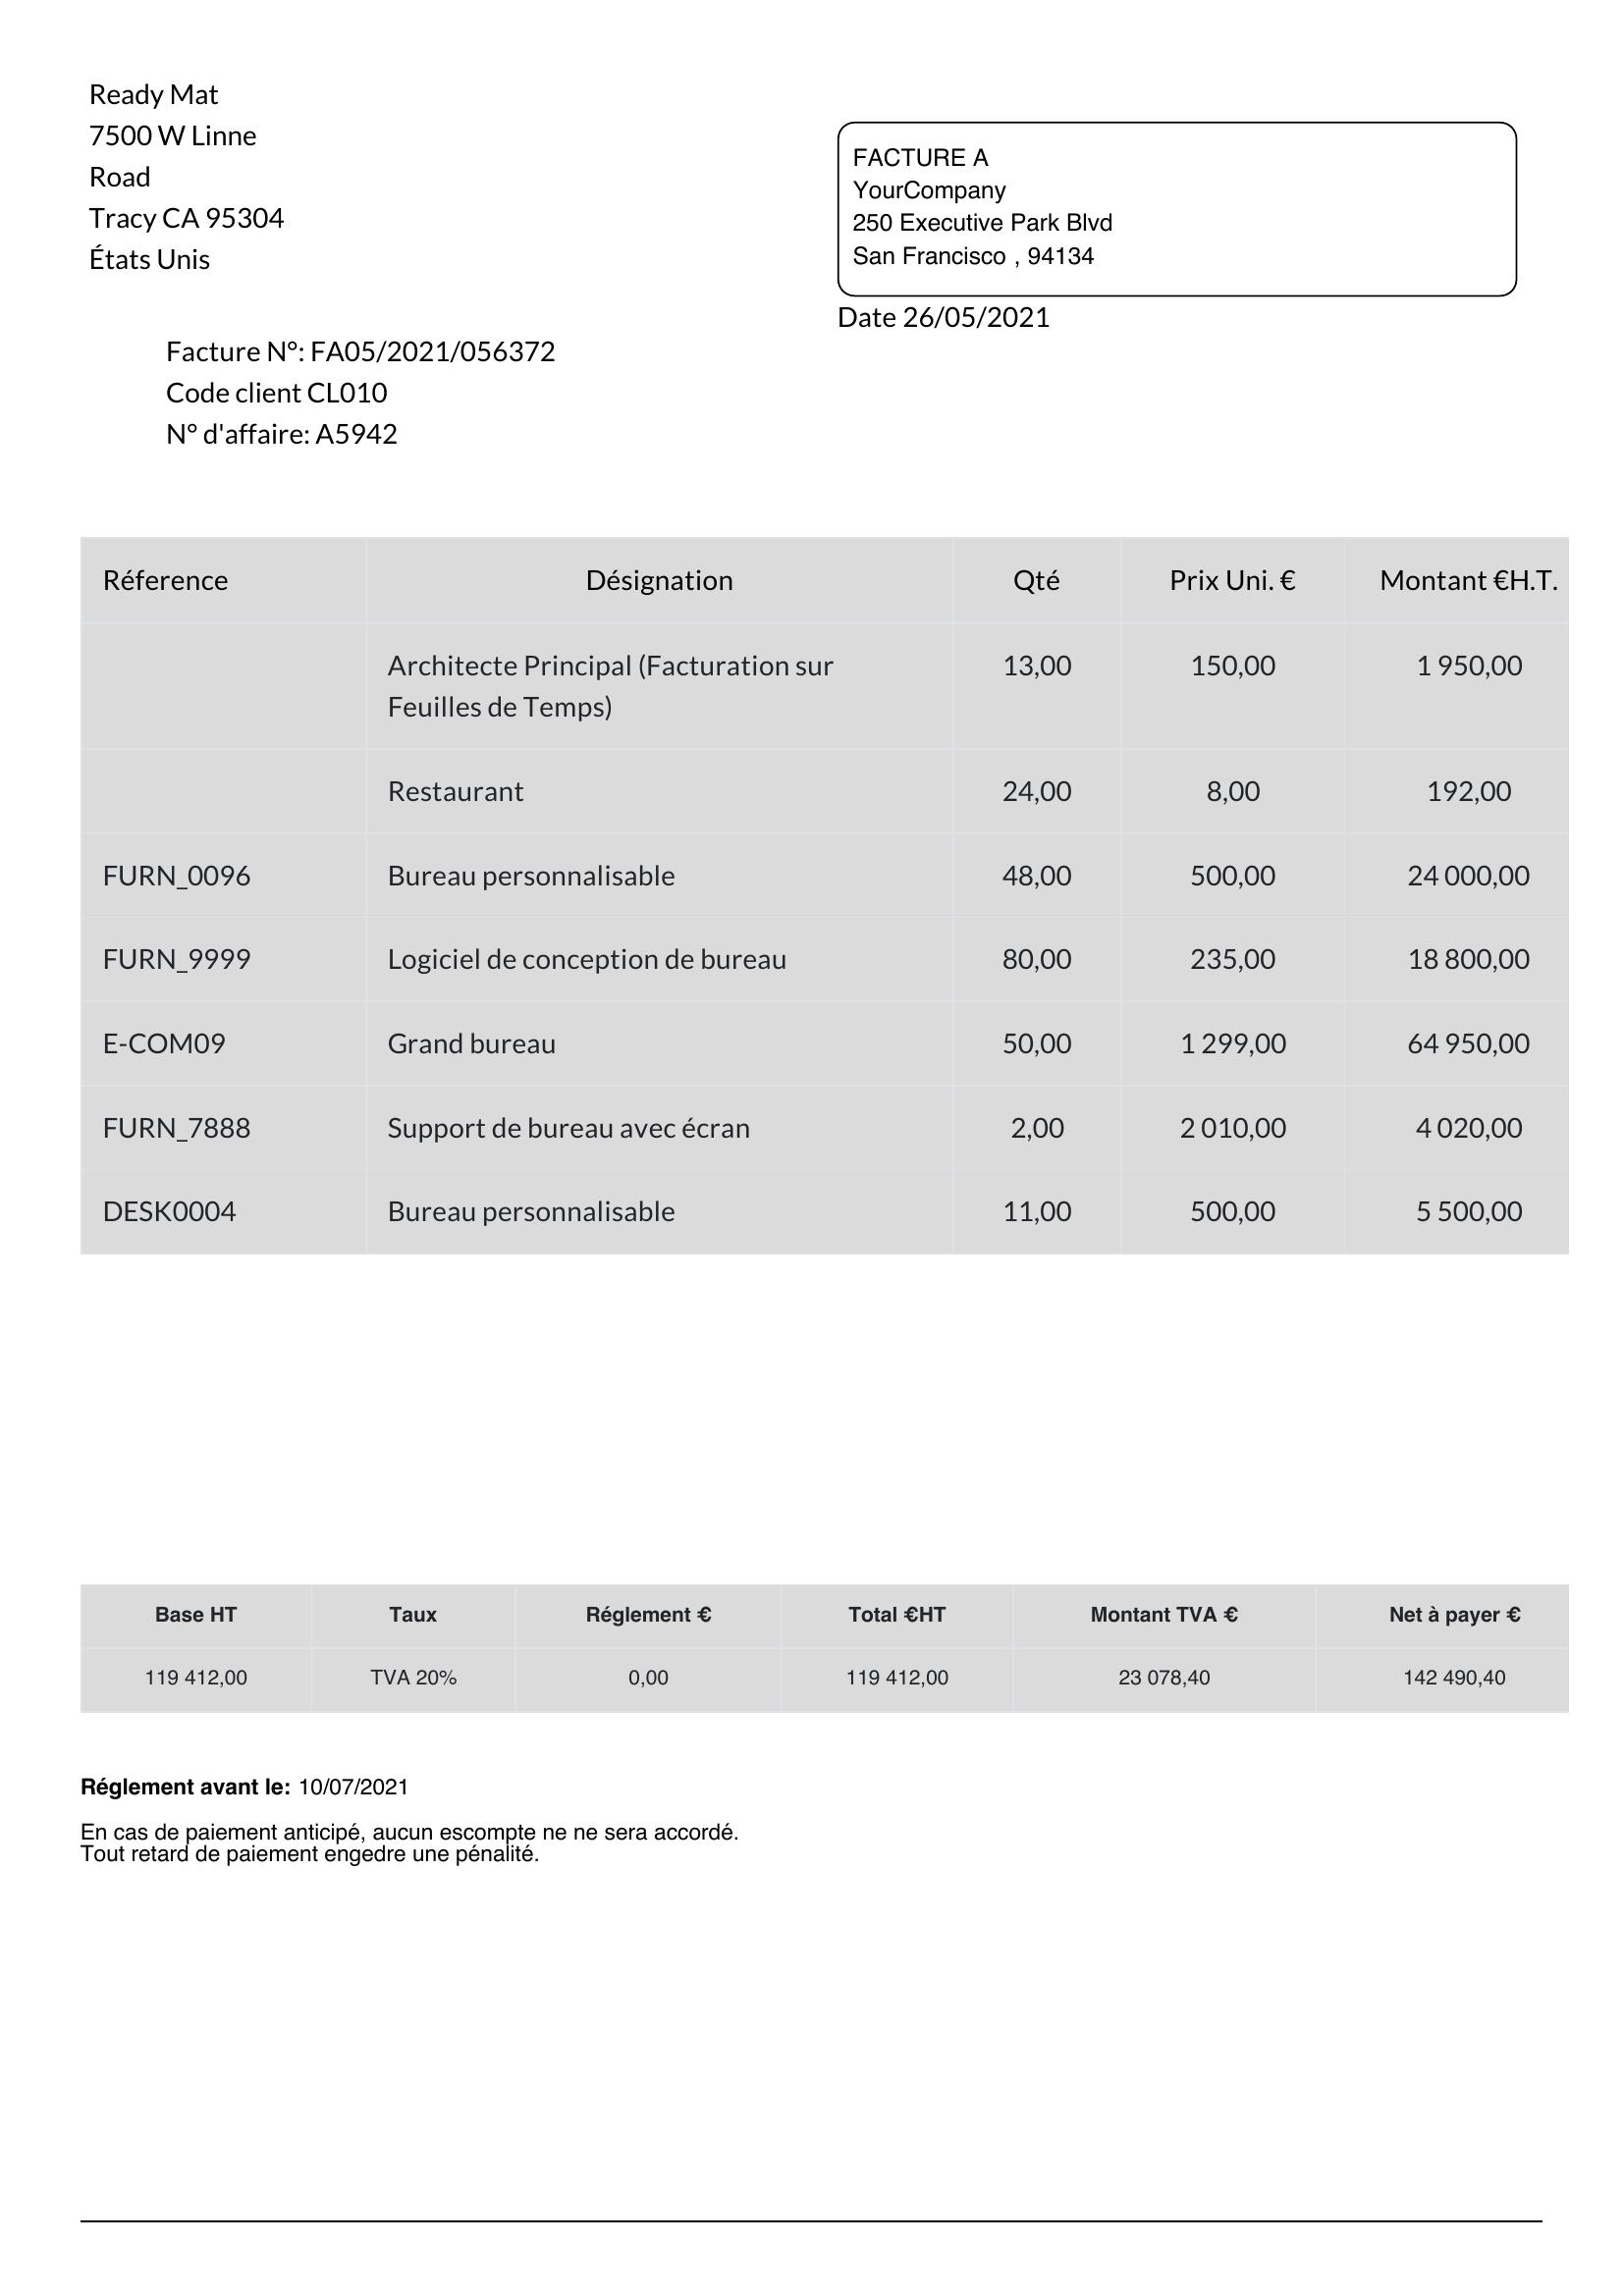 Ready Mat
7500 W Linne
Road
Tracy CA 95304
États Unis
FACTURE A
YourCompany
250 Executive Park Blvd
San Francisco , 94134
Date 26/05/2021
Facture N°: FA05/2021/056372
Code client CL010
N° d'affaire: A5942
Réference Désignation Qté Prix Uni. € Montant €H.T.
Architecte Principal (Facturation sur 13,00 150,00 1 950,00
Feuilles de Temps)
Restaurant 24,00 8,00 192,00
FURN_0096 Bureau personnalisable 48,00 500,00 24 000,00
FURN_9999 Logiciel de conception de bureau 80,00 235,00 18 800,00
E-COM09 Grand bureau 50,00 1 299,00 64 950,00
FURN_7888 Support de bureau avec écran 2,00 2 010,00 4 020,00
DESK0004 Bureau personnalisable 11,00 500,00 5 500,00
Base HT Taux Réglement € Total €HT Montant TVA € Net à payer €
119 412,00 TVA 20% 0,00 119 412,00 23 078,40 142 490,40
Réglement avant le: 10/07/2021
En cas de paiement anticipé, aucun escompte ne ne sera accordé.
Tout retard de paiement engedre une pénalité.